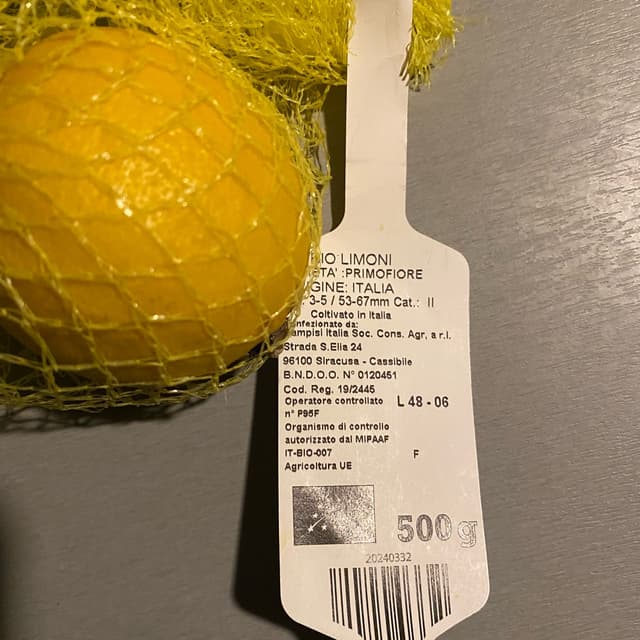 BIO LIMONI
ETA' :PRIMOFIORE
GINE: ITALIA
3-5 / 53-67mm Cat.: II
Coltivato in Italia
onfezionato da:
ampisi Italia Soc. Cons. Agr, a r.l.
Strada S.Elia 24
96100 Siracusa - Cassibile
B.N.D.O.O. N° 0120451
Cod. Reg. 19/2445
Operatore controllato L 48 - 06
n° P95F
Organismo di controllo
autorizzato dal MIPAAF
IT-BIO-007 F
Agricoltura UE
500 g
20240332